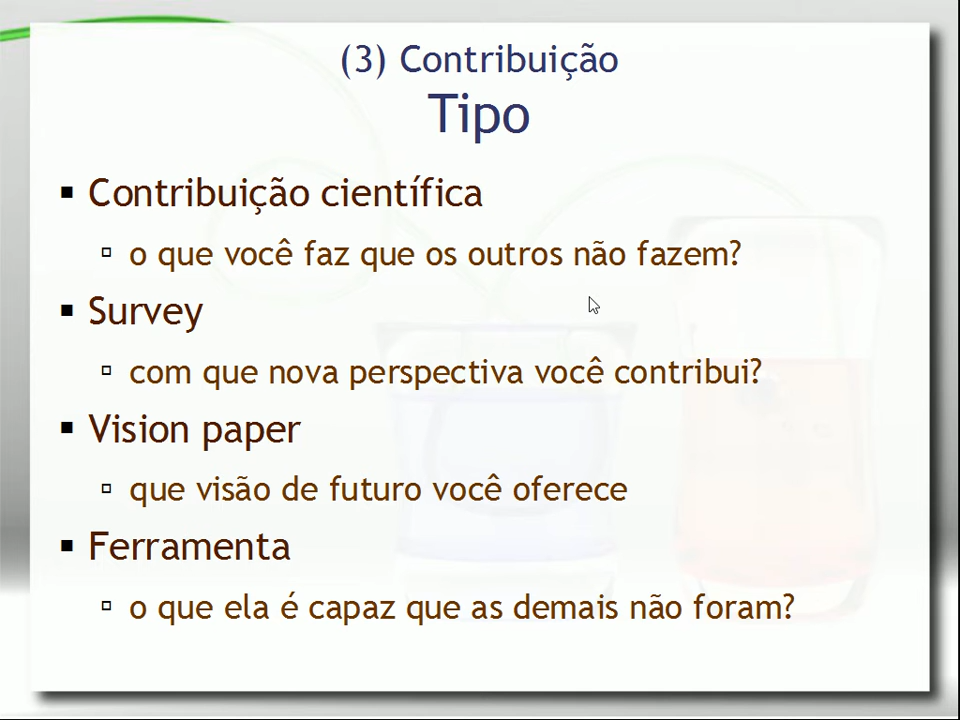 (3) Contribuição
Tipo
Contribuição científica
o que você faz que os outros não fazem?
Survey
com que nova perspectiva você contribui?
Vision paper
que visão de futuro você oferece
Ferramenta
o que ela é capaz que as demais não foram?